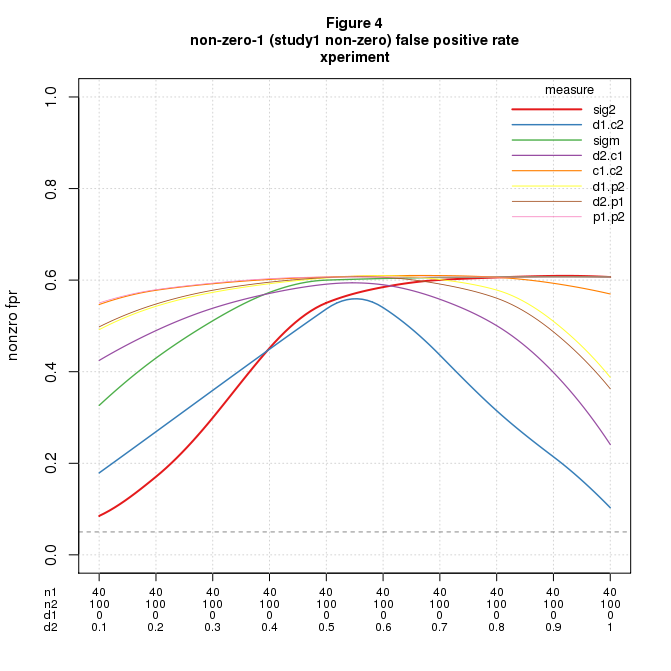 Figure 4
non-zero-1 (study1 non-zero) false positive rate
xperiment
measure
sig2
d1.c2
sigm
d2.c1
c1.c2
d1.p2
d2.p1
p1.p2
nonzro fpr
1.0
0.8
0.6
0.4
0.2
0.0
n1 40 40 40 40 40 40 40 40 40 40
n2 100 100 100 100 100 100 100 100 100 100
d1 0 0 0 0 0 0 0 0 0 0
d2 0.1 0.2 0.3 0.4 0.5 0.6 0.7 0.8 0.9 1